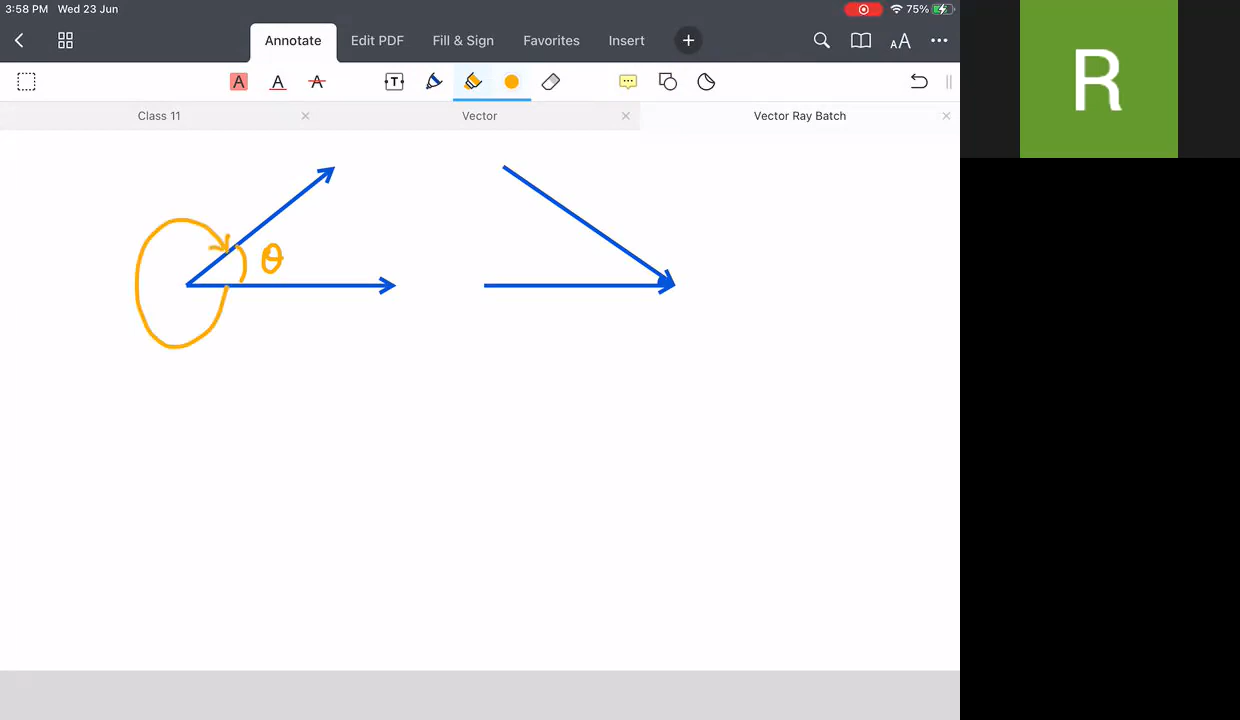 3:58 PM Wed 23 Jun 75%
Annotate Edit PDF Fill & Sign Favorites Insert AA
A A A T
Class 11 Vector Vector Ray Batch
θ
R